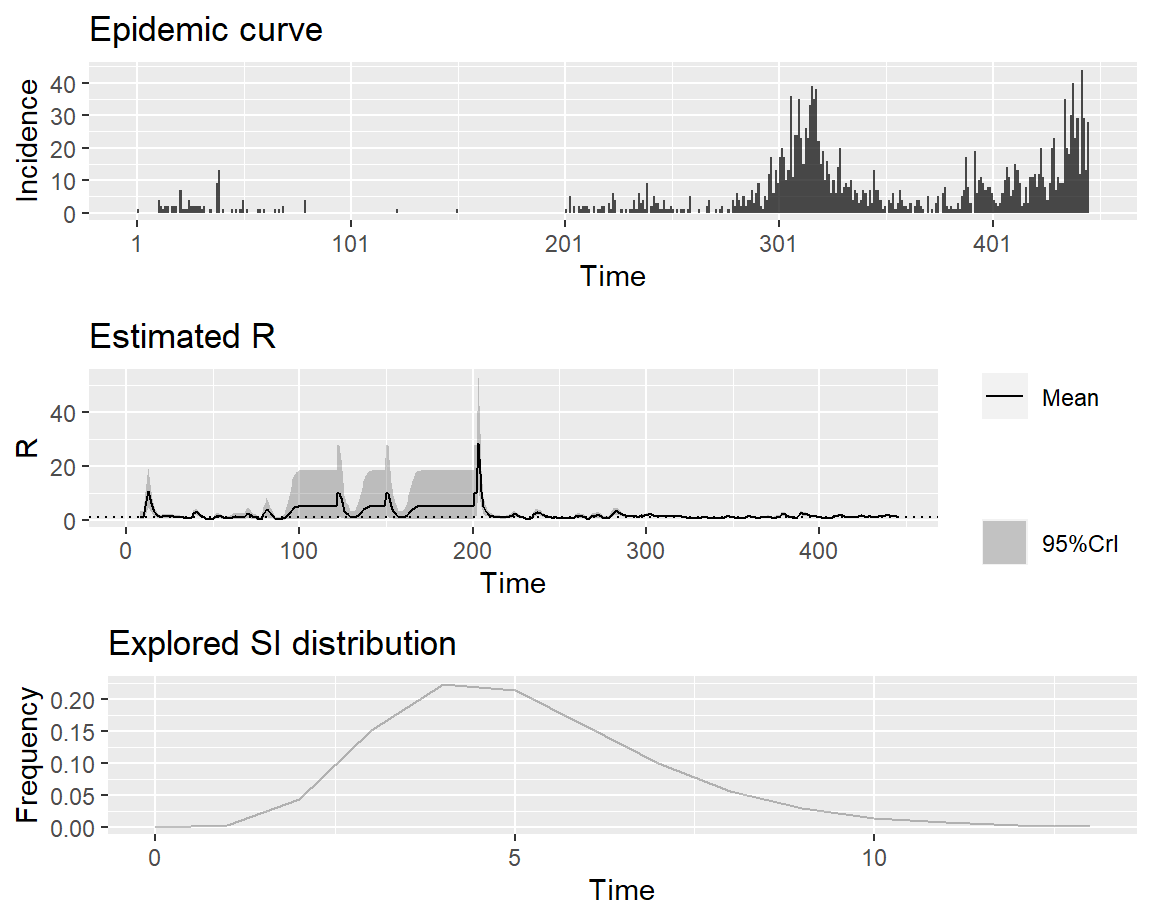 Epidemic curve
Incidence
40
30
20
10
0
1 101 201 301 401
Time
Estimated R
R
40
20
0
0 100 200 300 400
Time
Mean
95%CrI
Explored SI distribution
Frequency
0.20
0.15
0.10
0.05
0.00
0 5 10
Time